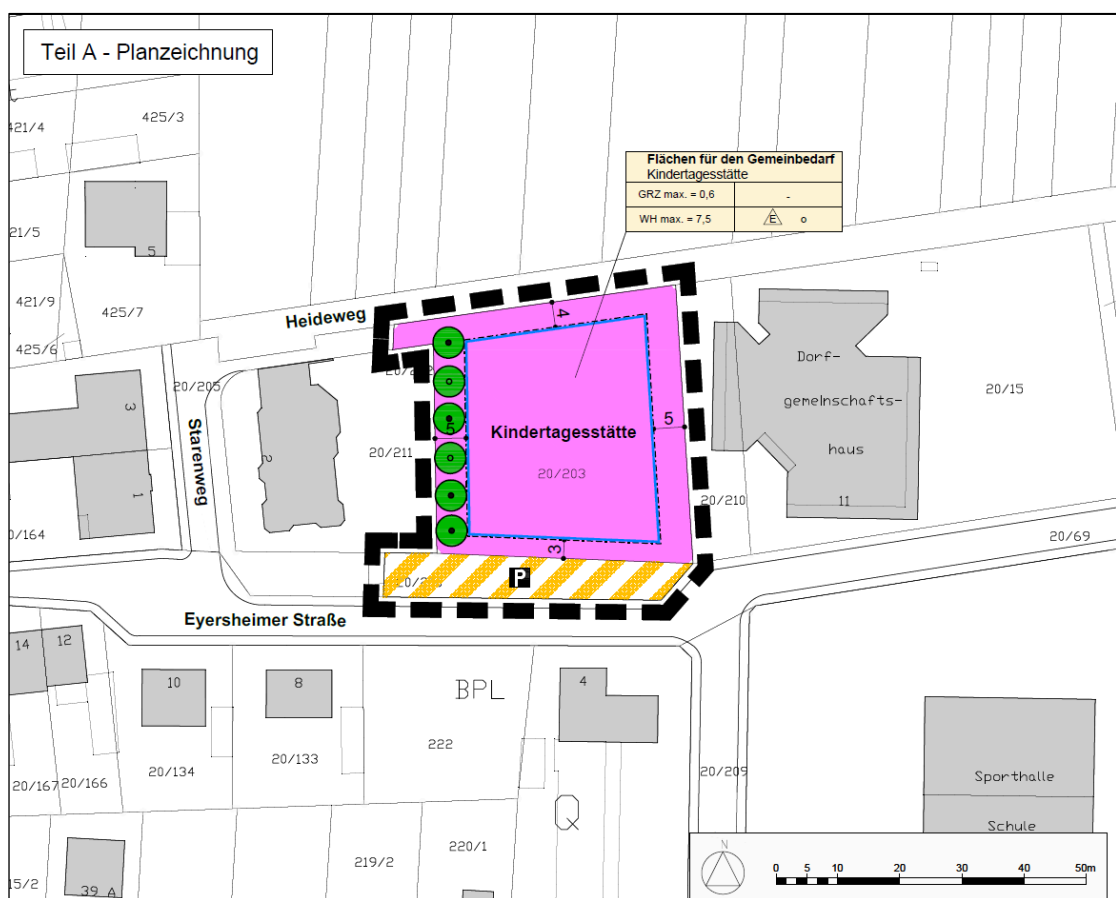 Teil A - Planzeichnung
425/3
421/4
Flächen für den Gemeinbedarf
Kindertagesstätte
GRZ max. = 0,6 -
WH max. = 7,5 E o
5
21/5
421/9
425/7
425/6
Heideweg
4
Dorf-
gemeinschafts-
haus
11
20/15
20/205
3
1
2
Starenweg
20/211
5
Kindertagesstätte
20/203
5
20/210
3
0/164
20/69
P
Eyersheimer Straße
14
12
10
8
4
BPL
222
20/167
20/166
20/134
20/133
20/209
Q
Sporthalle
Schule
219/2
220/1
15/2
39 A
N
0 5 10 20 30 40 50m